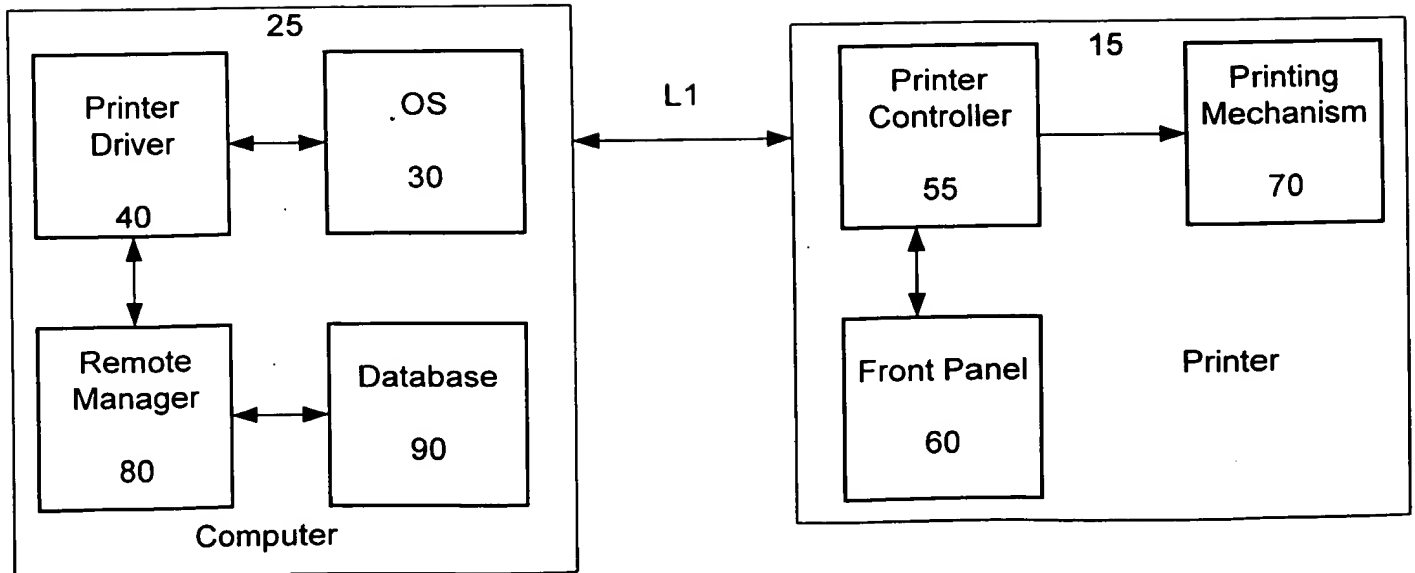 25
Printer
Driver
40
OS
30
Remote
Manager
80
Database
90
Computer
L1
15
Printer
Controller
55
Printing
Mechanism
70
Front Panel
60
Printer